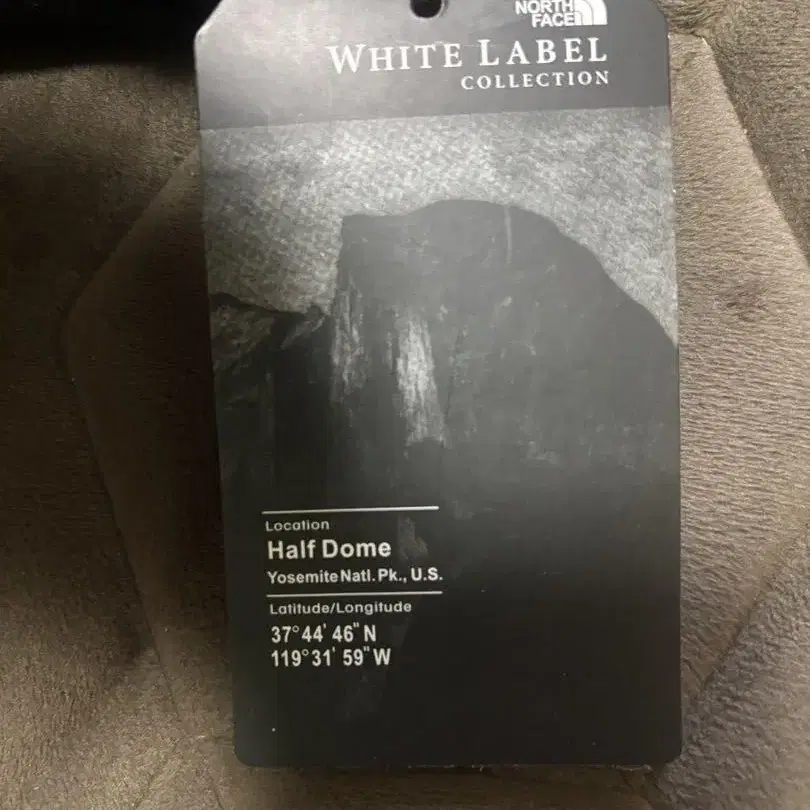 NORTH
FACE
WHITE LABEL
COLLECTION
Location
Half Dome
Yosemite Natl. Pk., U.S.
Latitude/Longitude
37°44' 46" N
119°31' 59" W